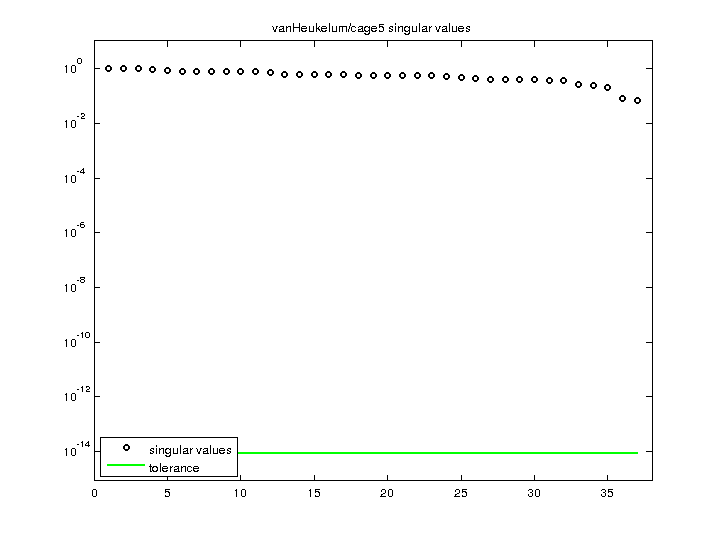 vanHeukelum/cage5 singular values
10^0
10^-2
10^-4
10^-6
10^-8
10^-10
10^-12
10^-14
singular values
tolerance
0 5 10 15 20 25 30 35